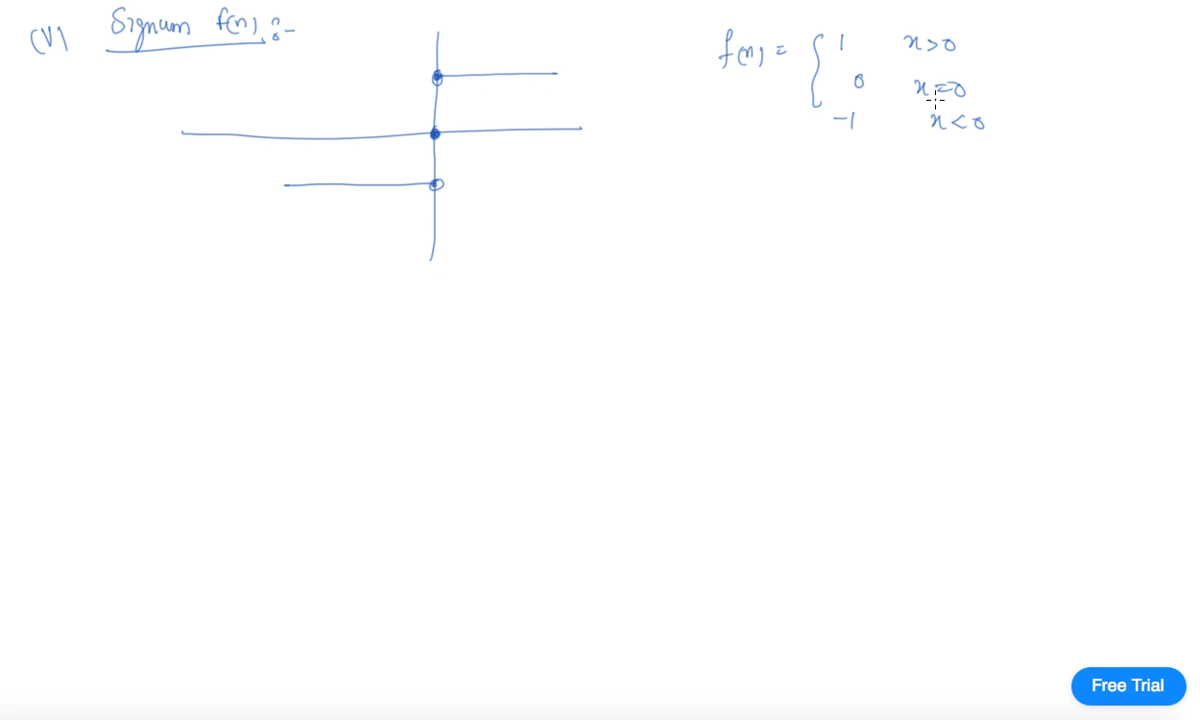 (V) Signum f(n) :-
f(n) = { 1 n>0
0 n=0
-1 n<0
Free Trial